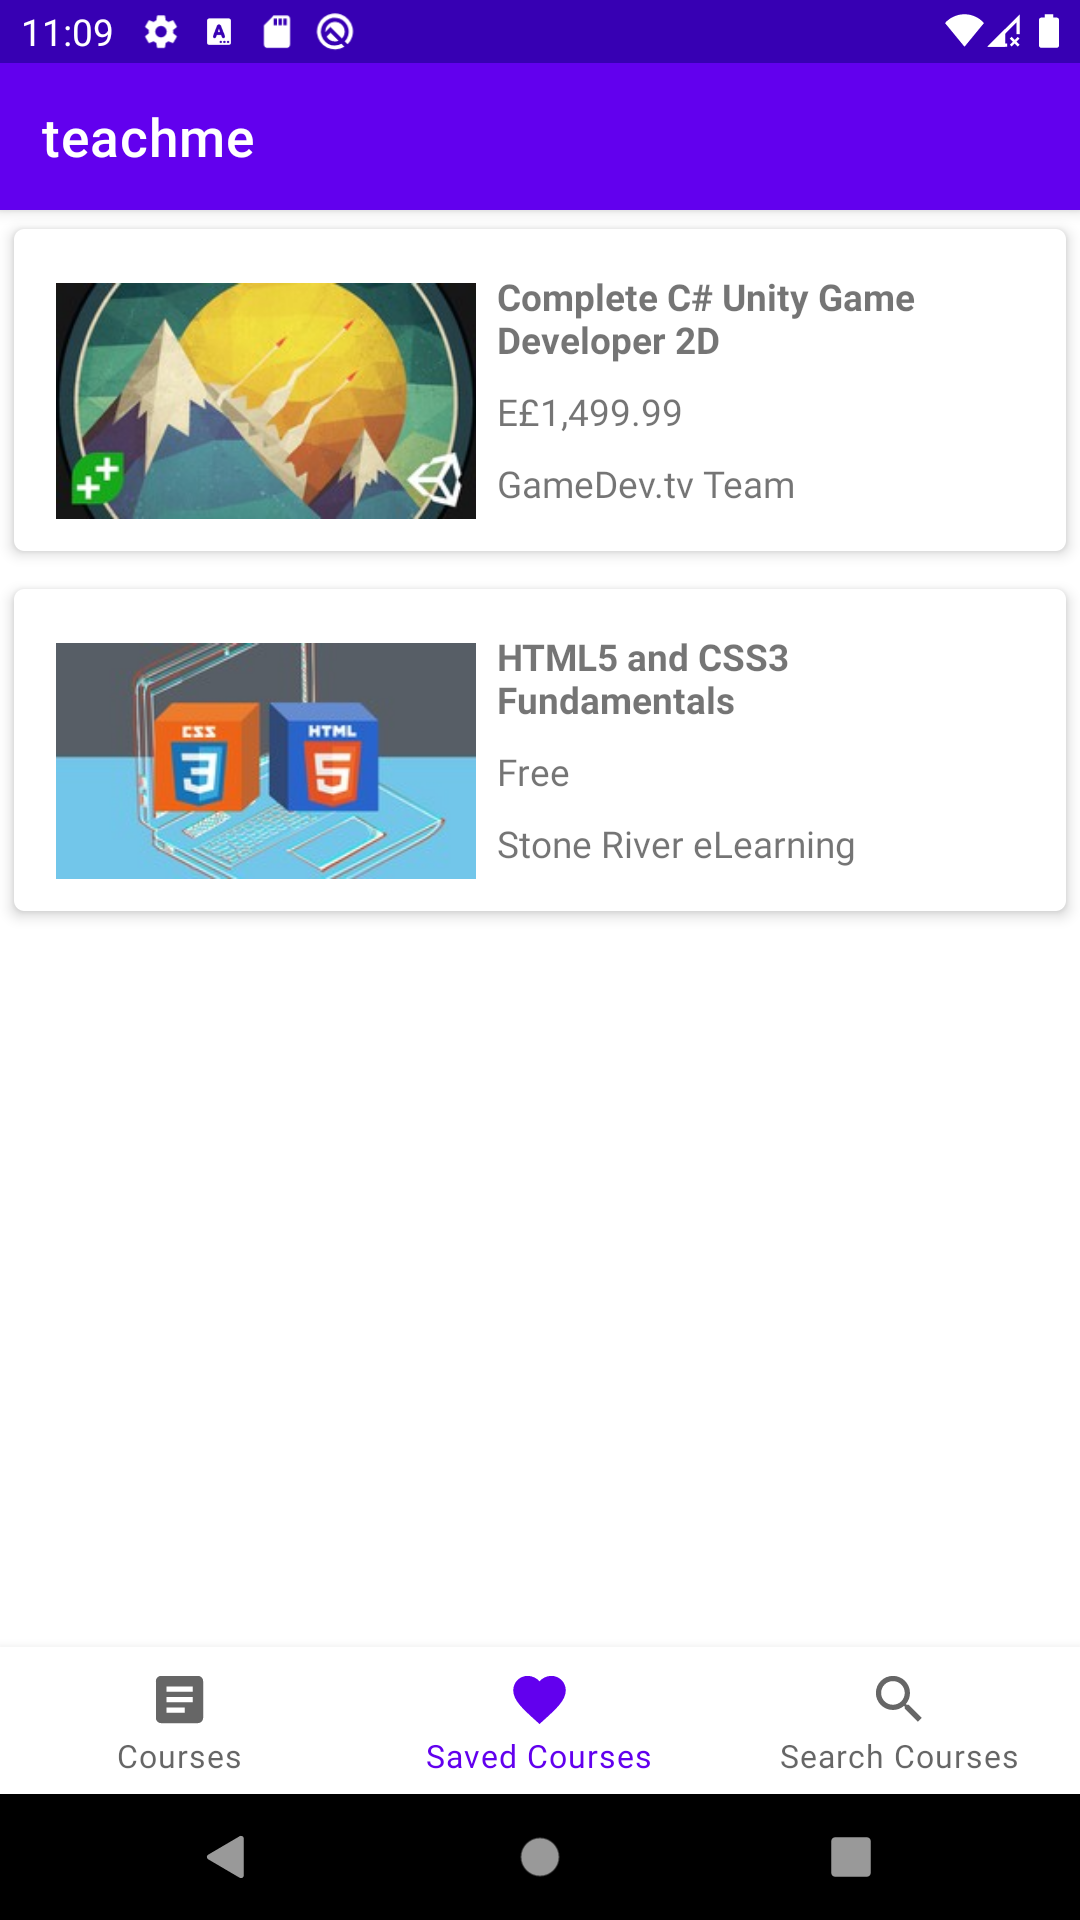 11:09
teachme
Complete C# Unity Game
Developer 2D
E£1,499.99
GameDev.tv Team
CSS
3
HTML
5
HTML5 and CSS3
Fundamentals
Free
Stone River eLearning
Courses
Saved Courses
Search Courses